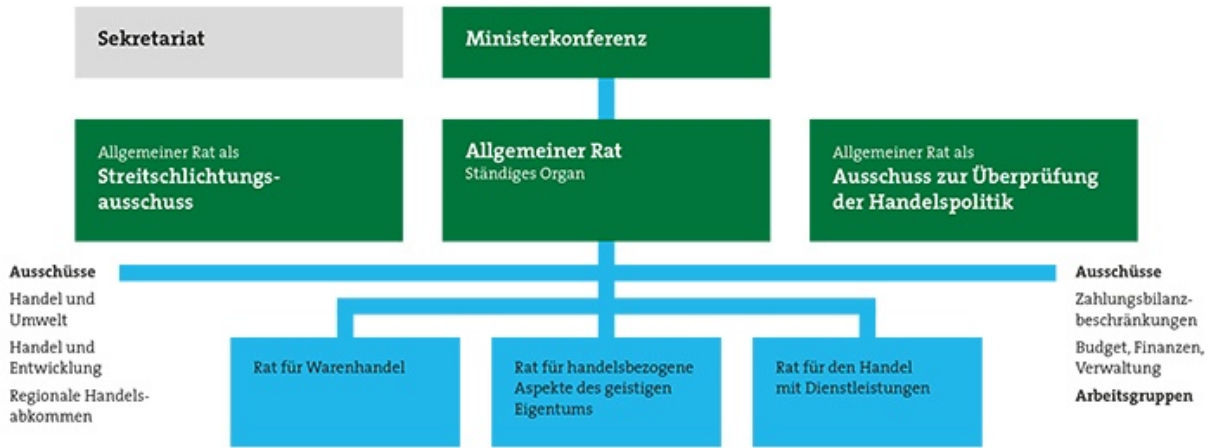 Sekretariat
Ministerkonferenz
Allgemeiner Rat als
Streitschlichtungs-
ausschuss
Allgemeiner Rat
Ständiges Organ
Allgemeiner Rat als
Ausschuss zur Überprüfung
der Handelspolitik
Ausschüsse
Handel und
Umwelt
Handel und
Entwicklung
Regionale Handels-
abkommen
Rat für Warenhandel
Rat für handelsbezogene
Aspekte des geistigen
Eigentums
Rat für den Handel
mit Dienstleistungen
Ausschüsse
Zahlungsbilanz-
beschränkungen
Budget, Finanzen,
Verwaltung
Arbeitsgruppen